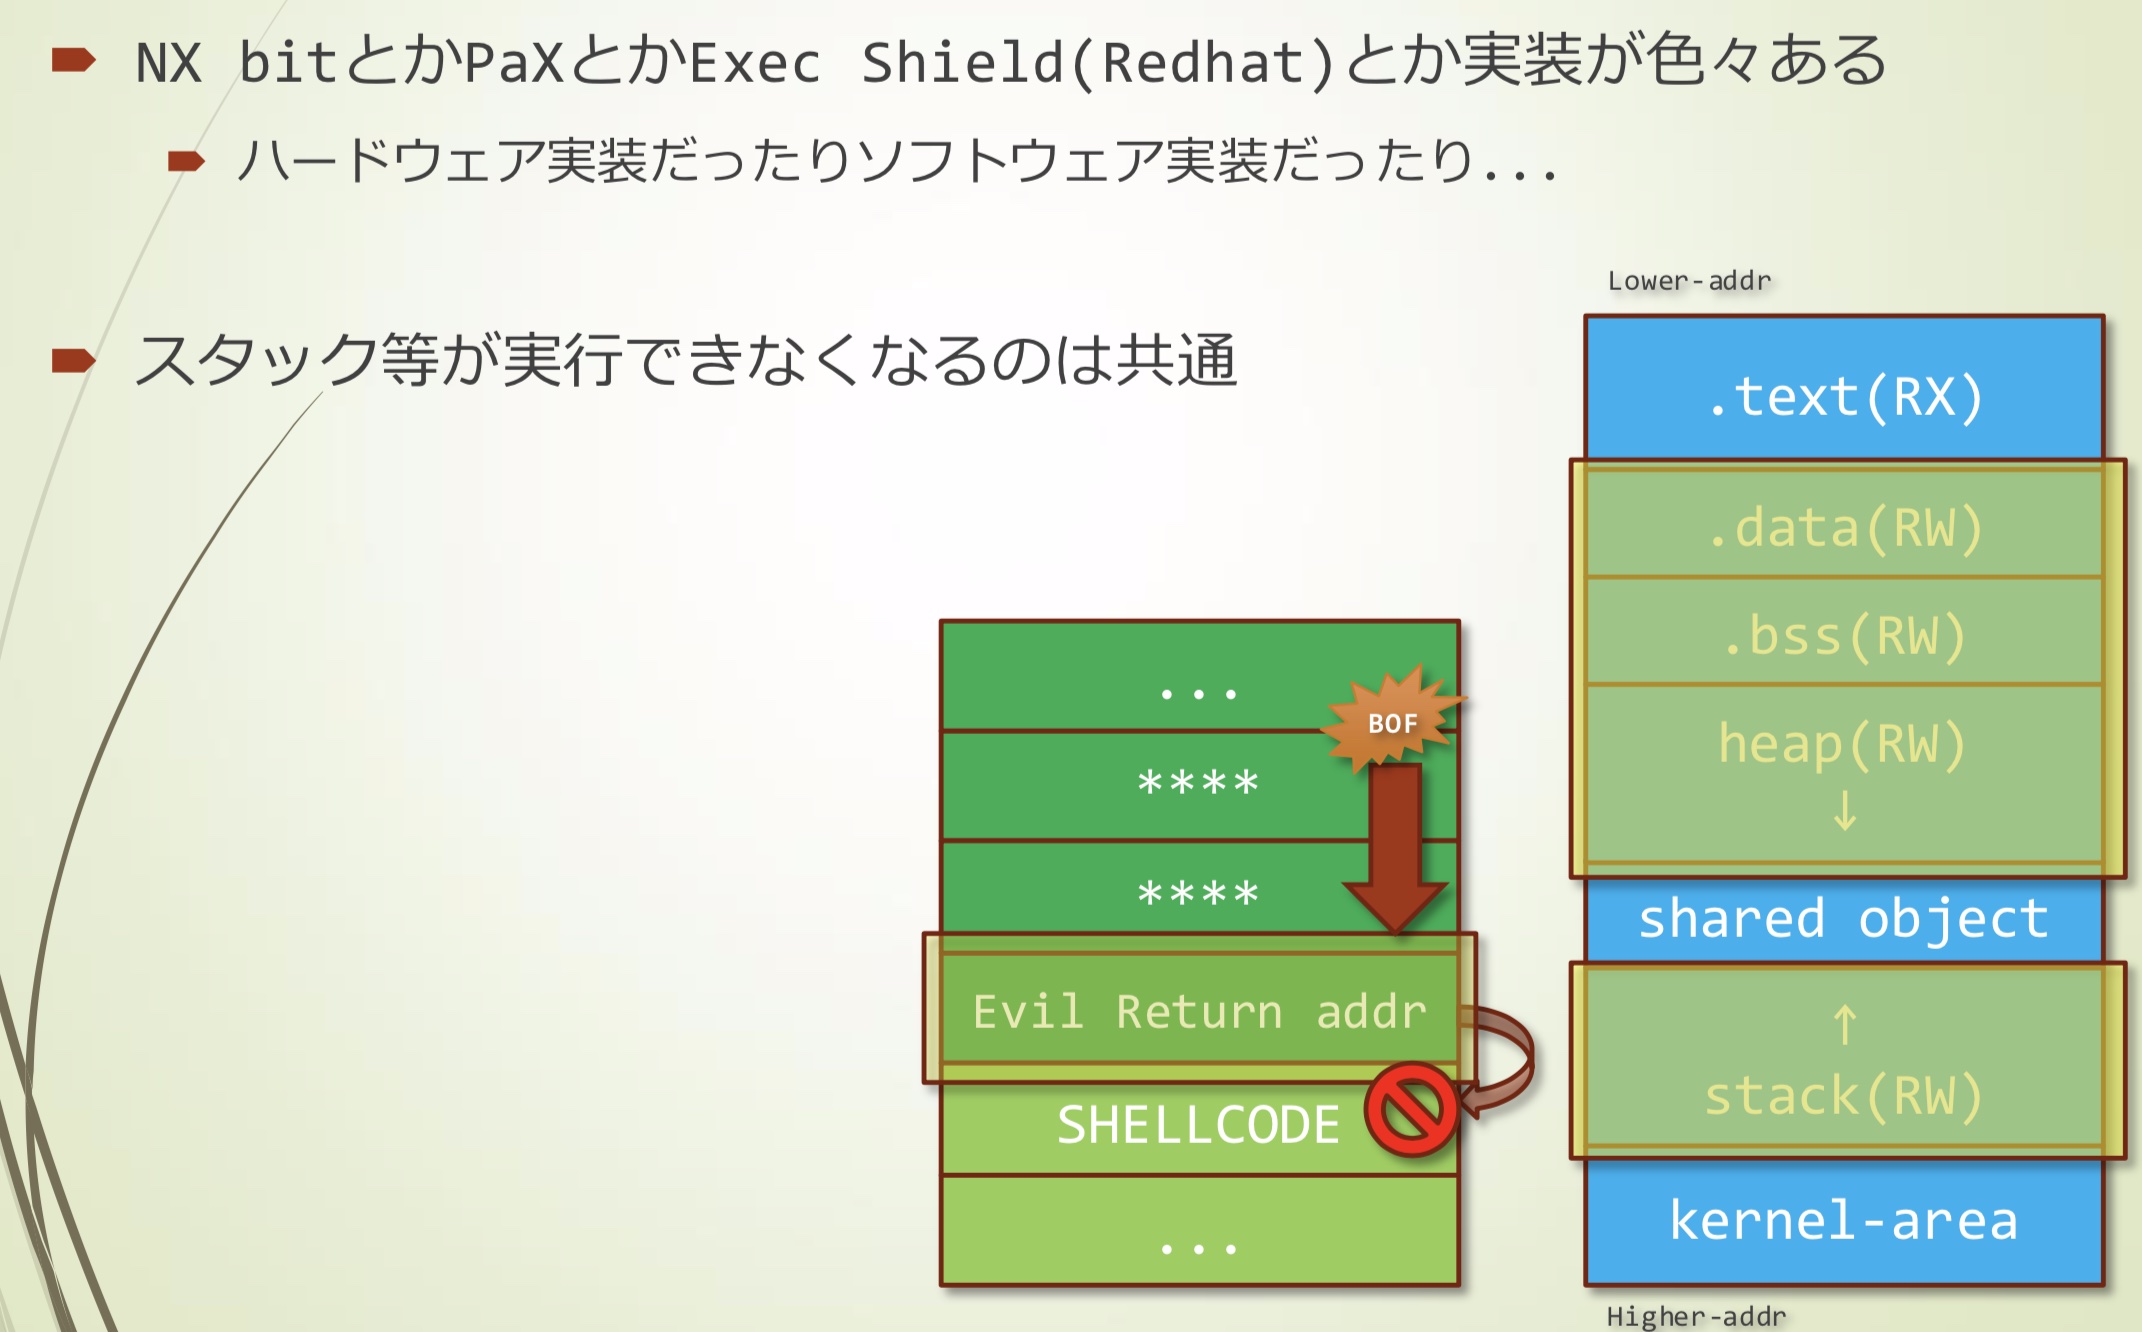 NX bitとかPaXとかExec Shield(Redhat)とか実装が色々ある
ハードウェア実装だったりソフトウェア実装だったり...
スタック等が実行できなくなるのは共通
...
BOF
****
****
Evil Return addr
SHELLCODE
...
Lower-addr
.text(RX)
.data(RW)
.bss(RW)
heap(RW)
↓
shared object
↑
stack(RW)
kernel-area
Higher-addr